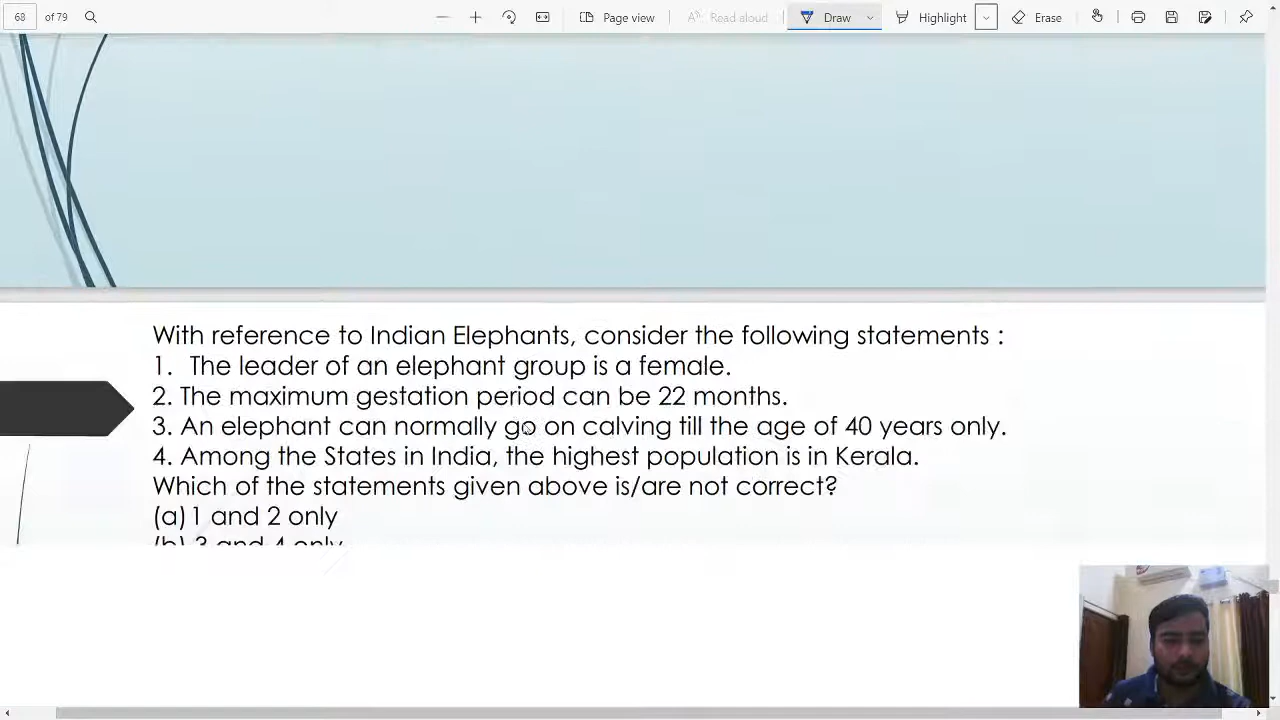 68 of 79
Page view
Read aloud
Draw
Highlight
Erase
With reference to Indian Elephants, consider the following statements :
1. The leader of an elephant group is a female.
2. The maximum gestation period can be 22 months.
3. An elephant can normally go on calving till the age of 40 years only.
4. Among the States in India, the highest population is in Kerala.
Which of the statements given above is/are not correct?
(a) 1 and 2 only
(b) 3 and 4 only